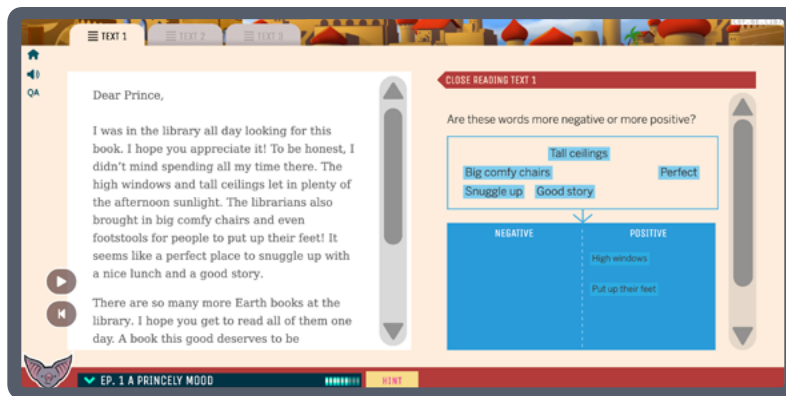 TEXT 1
TEXT 2
TEXT 3
QA
Dear Prince,
I was in the library all day looking for this
book. I hope you appreciate it! To be honest, I
didn't mind spending all my time there. The
high windows and tall ceilings let in plenty of
the afternoon sunlight. The librarians also
brought in big comfy chairs and even
footstools for people to put up their feet! It
seems like a perfect place to snuggle up with
a nice lunch and a good story.
There are so many more Earth books at the
library. I hope you get to read all of them one
day. A book this good deserves to be
CLOSE READING TEXT 1
Are these words more negative or more positive?
Tall ceilings
Big comfy chairs
Perfect
Snuggle up
Good story
NEGATIVE
POSITIVE
High windows
Put up their feet
EP. 1 A PRINCELY MOOD
HINT